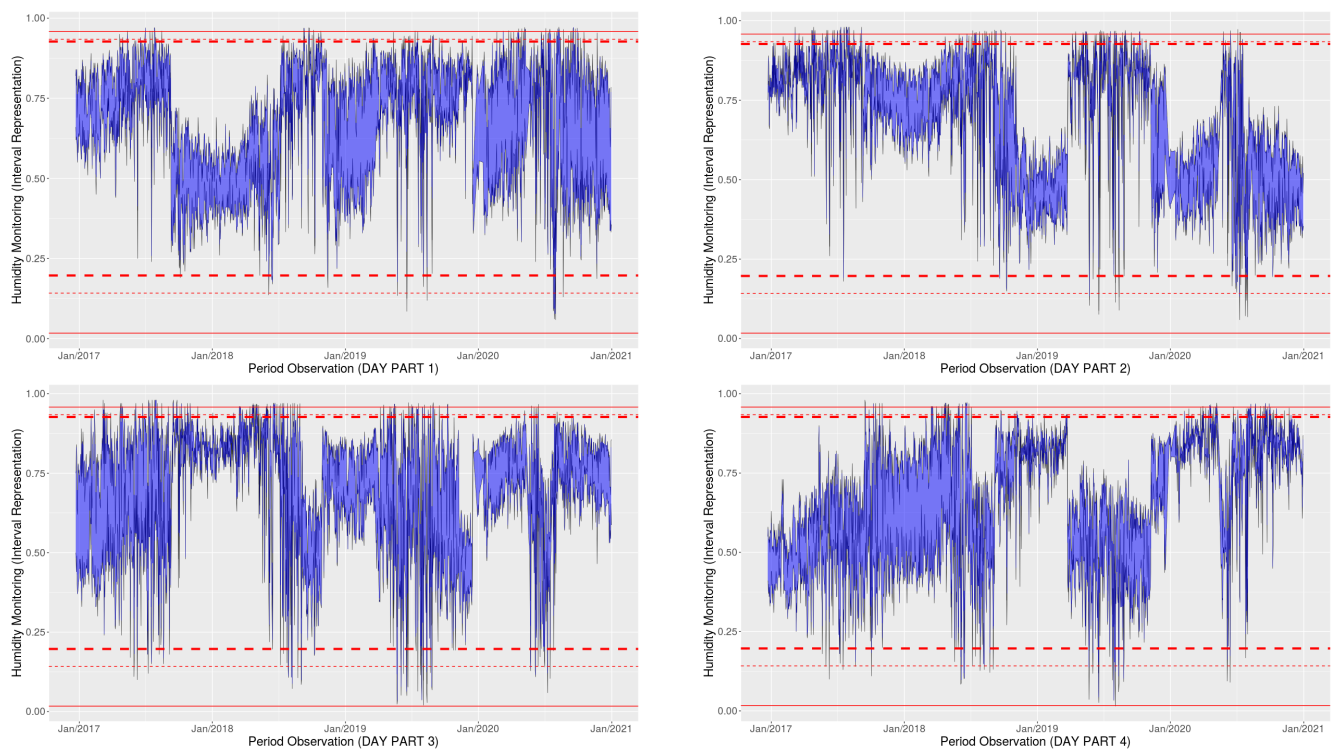 Humidity Monitoring (Interval Representation)
1.00
0.75
0.50
0.25
0.00
Jan/2017 Jan/2018 Jan/2019 Jan/2020 Jan/2021
Period Observation (DAY PART 1)
Humidity Monitoring (Interval Representation)
1.00
0.75
0.50
0.25
0.00
Jan/2017 Jan/2018 Jan/2019 Jan/2020 Jan/2021
Period Observation (DAY PART 2)
Humidity Monitoring (Interval Representation)
1.00
0.75
0.50
0.25
0.00
Jan/2017 Jan/2018 Jan/2019 Jan/2020 Jan/2021
Period Observation (DAY PART 3)
Humidity Monitoring (Interval Representation)
1.00
0.75
0.50
0.25
0.00
Jan/2017 Jan/2018 Jan/2019 Jan/2020 Jan/2021
Period Observation (DAY PART 4)